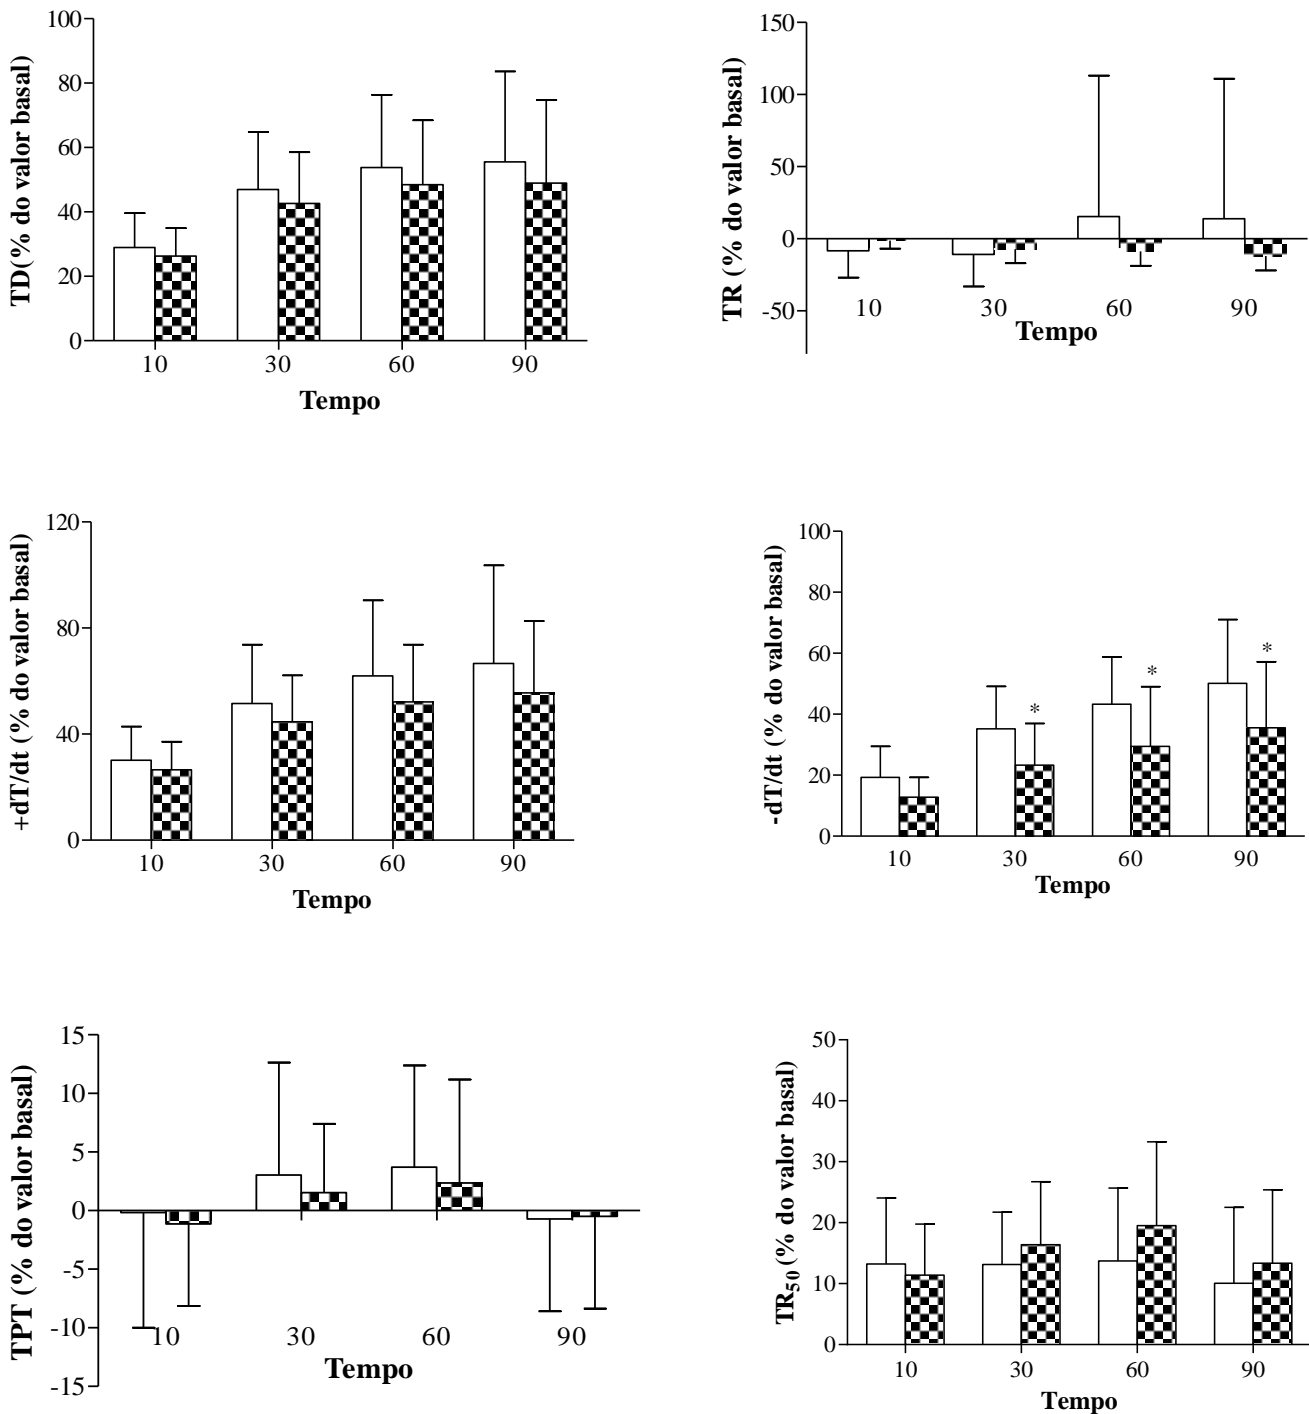 TD(% do valor basal)
100
80
60
40
20
0
10 30 60 90
Tempo
TR (% do valor basal)
150
100
50
0
-50
10 30 60 90
Tempo
+dT/dt (% do valor basal)
120
80
40
0
10 30 60 90
Tempo
-dT/dt (% do valor basal)
100
80
60
40
20
0
* * *
10 30 60 90
Tempo
TPT (% do valor basal)
15
10
5
0
-5
-10
-15
10 30 60 90
Tempo
TR50 (% do valor basal)
50
40
30
20
10
0
10 30 60 90
Tempo